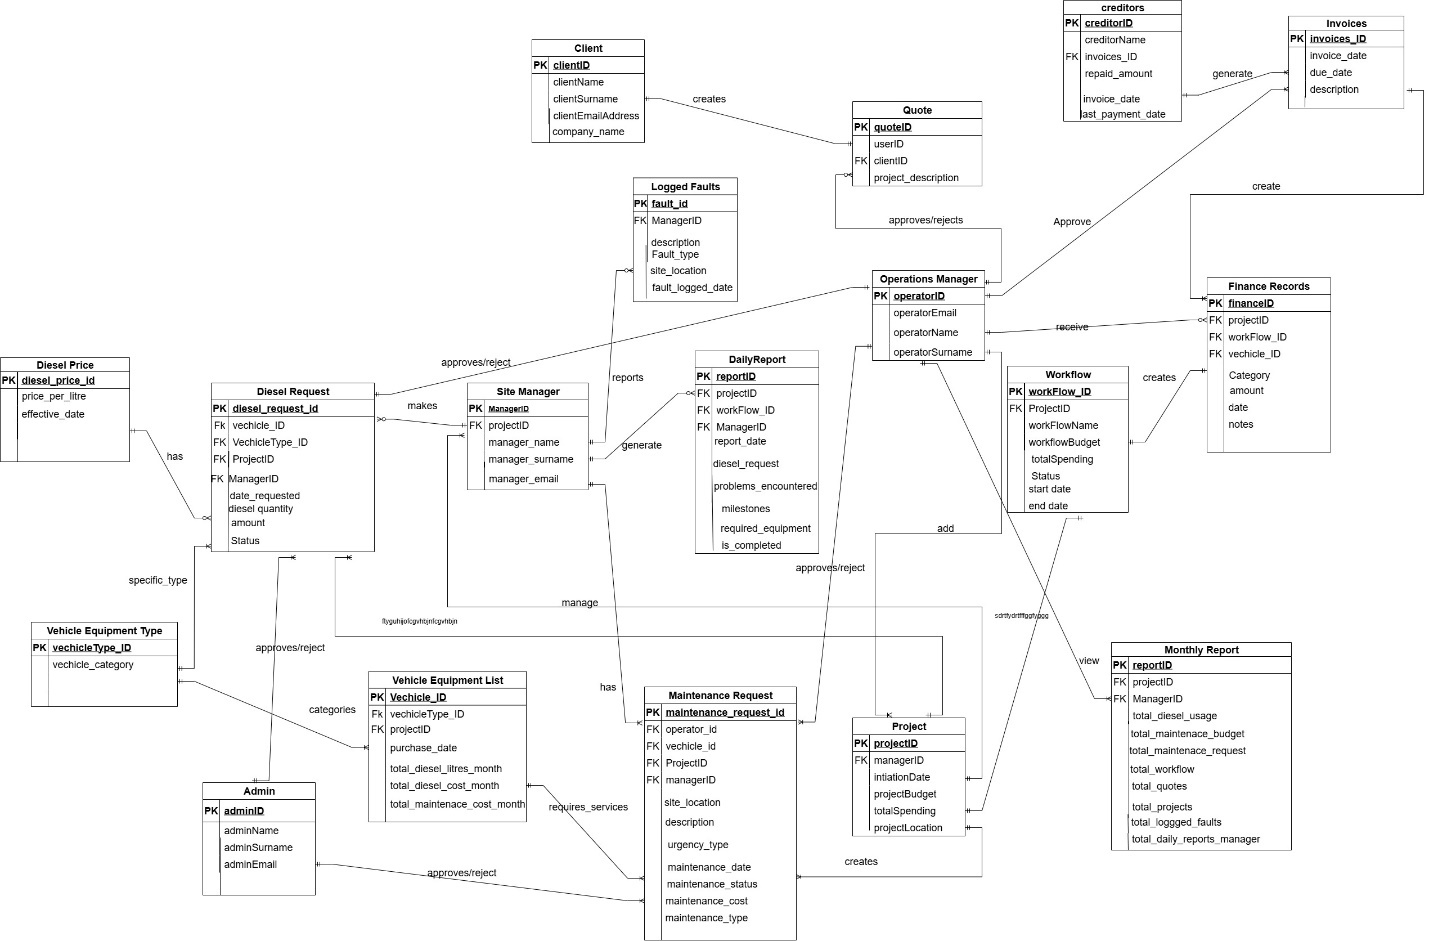 creditors
PK creditorID
creditorName
FK invoices_ID
repaid_amount
invoice_date
last_payment_date
Invoices
PK invoices_ID
invoice_date
due_date
description
generate
Client
PK clientID
clientName
clientSurname
clientEmailAddress
company_name
creates
Quote
PK quoteID
userID
FK clientID
project_description
create
approves/rejects
Approve
Logged Faults
PK fault_id
FK ManagerID
description
Fault_type
site_location
fault_logged_date
Operations Manager
PK operatorID
operatorEmail
operatorName
operatorSurname
receive
Finance Records
PK financeID
FK projectID
FK workFlow_ID
FK vechicle_ID
Category
amount
date
notes
Diesel Price
PK diesel_price_id
price_per_litre
effective_date
has
approves/reject
Diesel Request
PK diesel_request_id
Fk vechicle_ID
FK VechicleType_ID
FK ProjectID
FK ManagerID
date_requested
diesel quantity
amount
Status
makes
Site Manager
PK ManagerID
FK projectID
manager_name
manager_surname
manager_email
reports
generate
DailyReport
PK reportID
FK projectID
FK workFlow_ID
FK ManagerID
report_date
diesel_request
problems_encountered
milestones
required_equipment
is_completed
Workflow
PK workFlow_ID
FK ProjectID
workFlowName
workflowBudget
totalSpending
Status
start date
end date
creates
add
approves/reject
specific_type
manage
ftyguhijofcgvhbjnfcgvhbjn
sdrtfydrtfffggfyggg
Vehicle Equipment Type
PK vechicleType_ID
vechicle_category
approves/reject
categories
Vehicle Equipment List
PK Vechicle_ID
Fk vechicleType_ID
FK projectID
purchase_date
total_diesel_litres_month
total_diesel_cost_month
total_maintenace_cost_month
has
requires_services
Maintenance Request
PK maintenance_request_id
FK operator_id
FK vechicle_id
FK ProjectID
FK managerID
site_location
description
urgency_type
maintenance_date
maintenance_status
maintenance_cost
maintenance_type
Project
PK projectID
FK managerID
intiationDate
projectBudget
totalSpending
projectLocation
creates
view
Monthly Report
PK reportID
FK projectID
FK ManagerID
total_diesel_usage
total_maintenace_budget
total_maintenace_request
total_workflow
total_quotes
total_projects
total_loggged_faults
total_daily_reports_manager
Admin
PK adminID
adminName
adminSurname
adminEmail
approves/reject